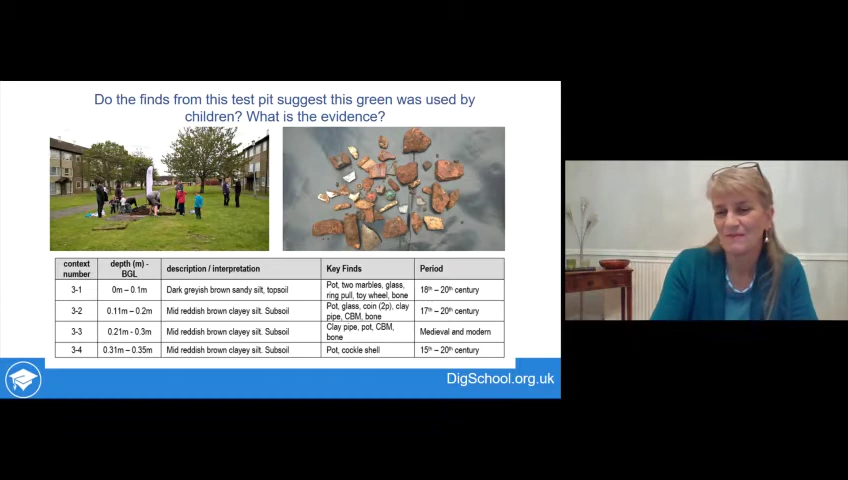 Do the finds from this test pit suggest this green was used by
children? What is the evidence?
context number | depth (m) - BGL | description / interpretation | Key Finds | Period
3-1 | 0m – 0.1m | Dark greyish brown sandy silt, topsoil | Pot, two marbles, glass, ring pull, toy wheel, bone | 18th – 20th century
3-2 | 0.11m – 0.2m | Mid reddish brown clayey silt. Subsoil | Pot, glass, coin (2p), clay pipe, CBM, bone | 17th – 20th century
3-3 | 0.21m - 0.3m | Mid reddish brown clayey silt. Subsoil | Clay pipe, pot, CBM, bone | Medieval and modern
3-4 | 0.31m – 0.35m | Mid reddish brown clayey silt. Subsoil | Pot, cockle shell | 15th – 20th century
DigSchool.org.uk